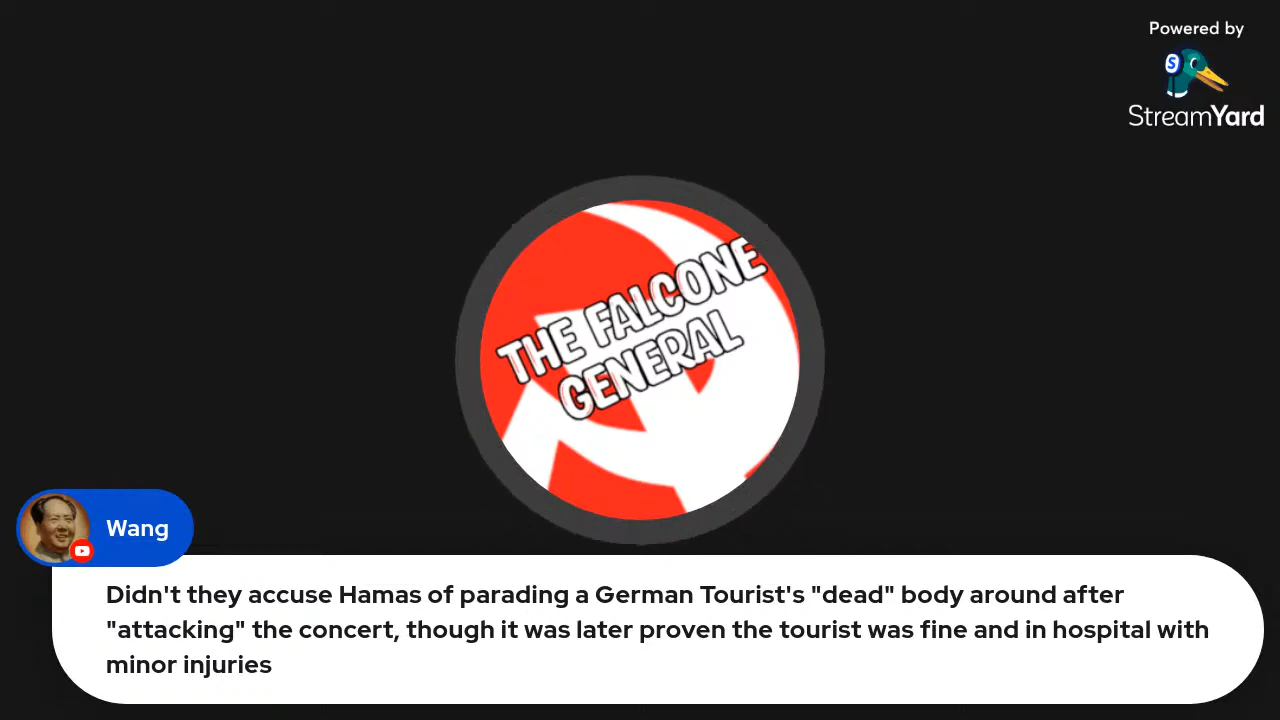 Powered by
S
StreamYard
THE FALCONE
GENERAL
Wang
Didn't they accuse Hamas of parading a German Tourist's "dead" body around after
"attacking" the concert, though it was later proven the tourist was fine and in hospital with
minor injuries